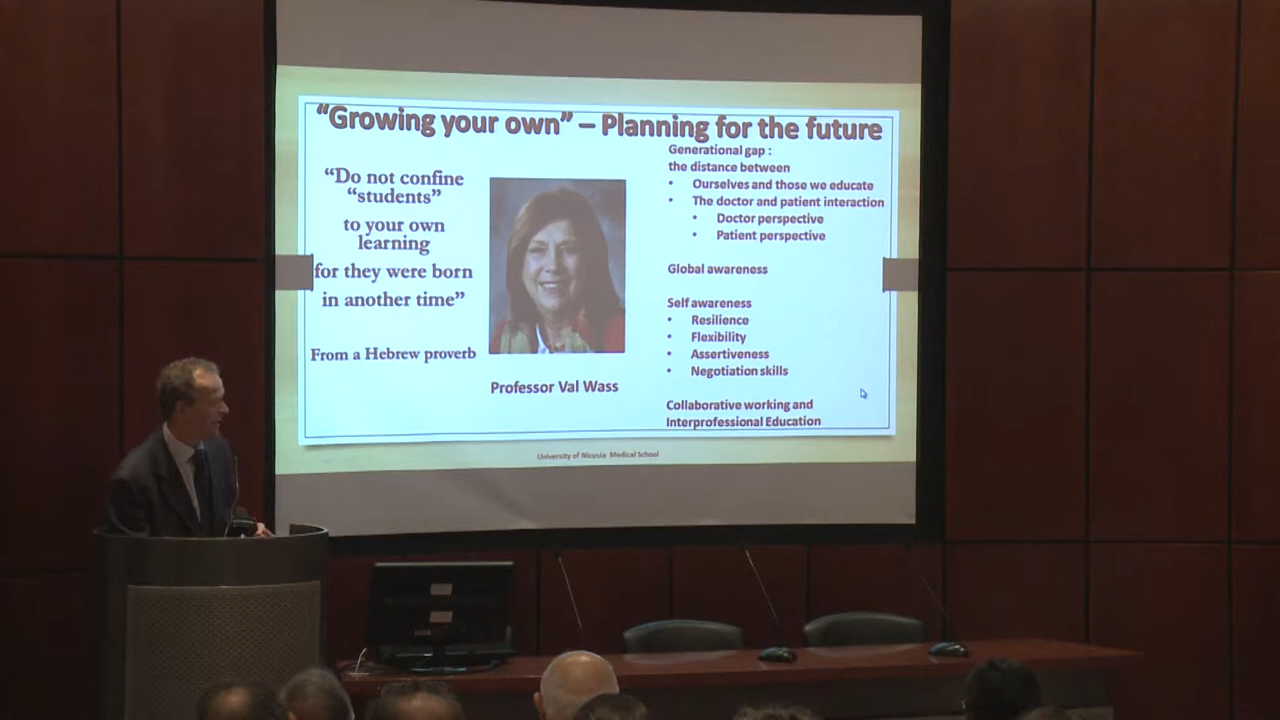 “Growing your own” – Planning for the future
“Do not confine
“students”
to your own
learning
for they were born
in another time”
From a Hebrew proverb
Professor Val Wass
Generational gap :
the distance between
• Ourselves and those we educate
• The doctor and patient interaction
• Doctor perspective
• Patient perspective
Global awareness
Self awareness
• Resilience
• Flexibility
• Assertiveness
• Negotiation skills
Collaborative working and
Interprofessional Education
University of Nicosia Medical School